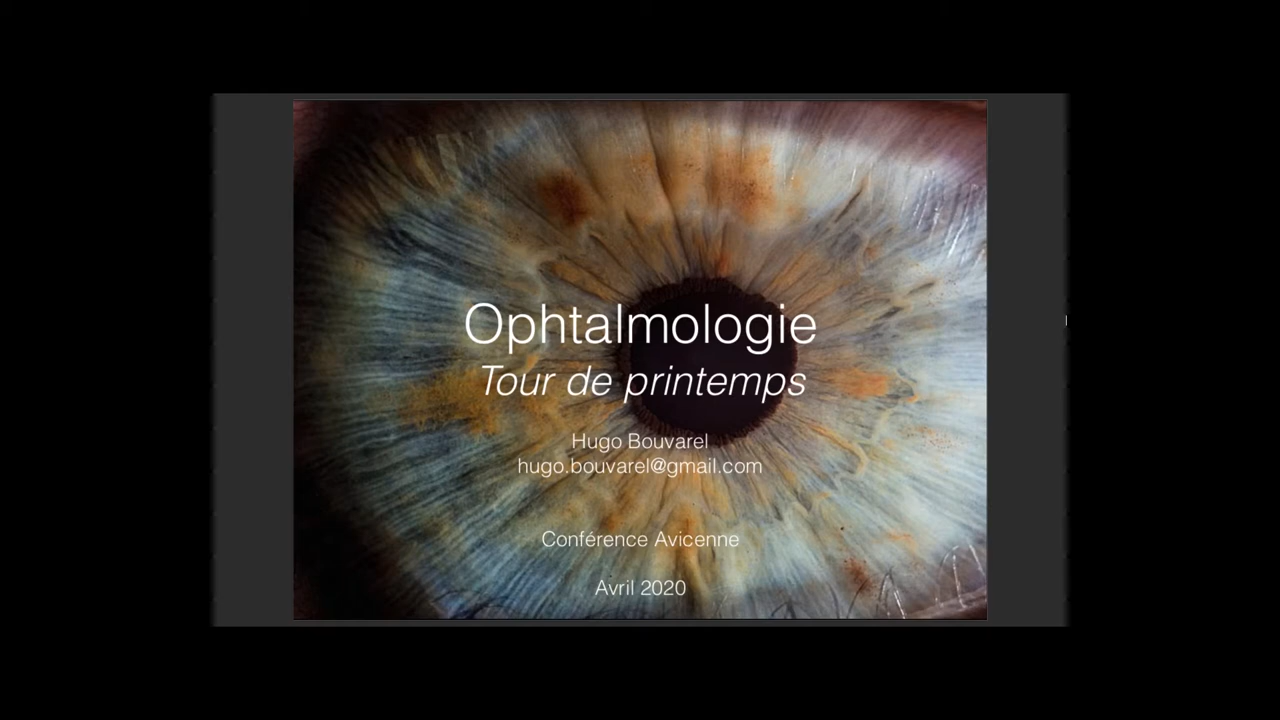 Ophtalmologie
Tour de printemps
Hugo Bouvarel
hugo.bouvarel@gmail.com
Conférence Avicenne
Avril 2020